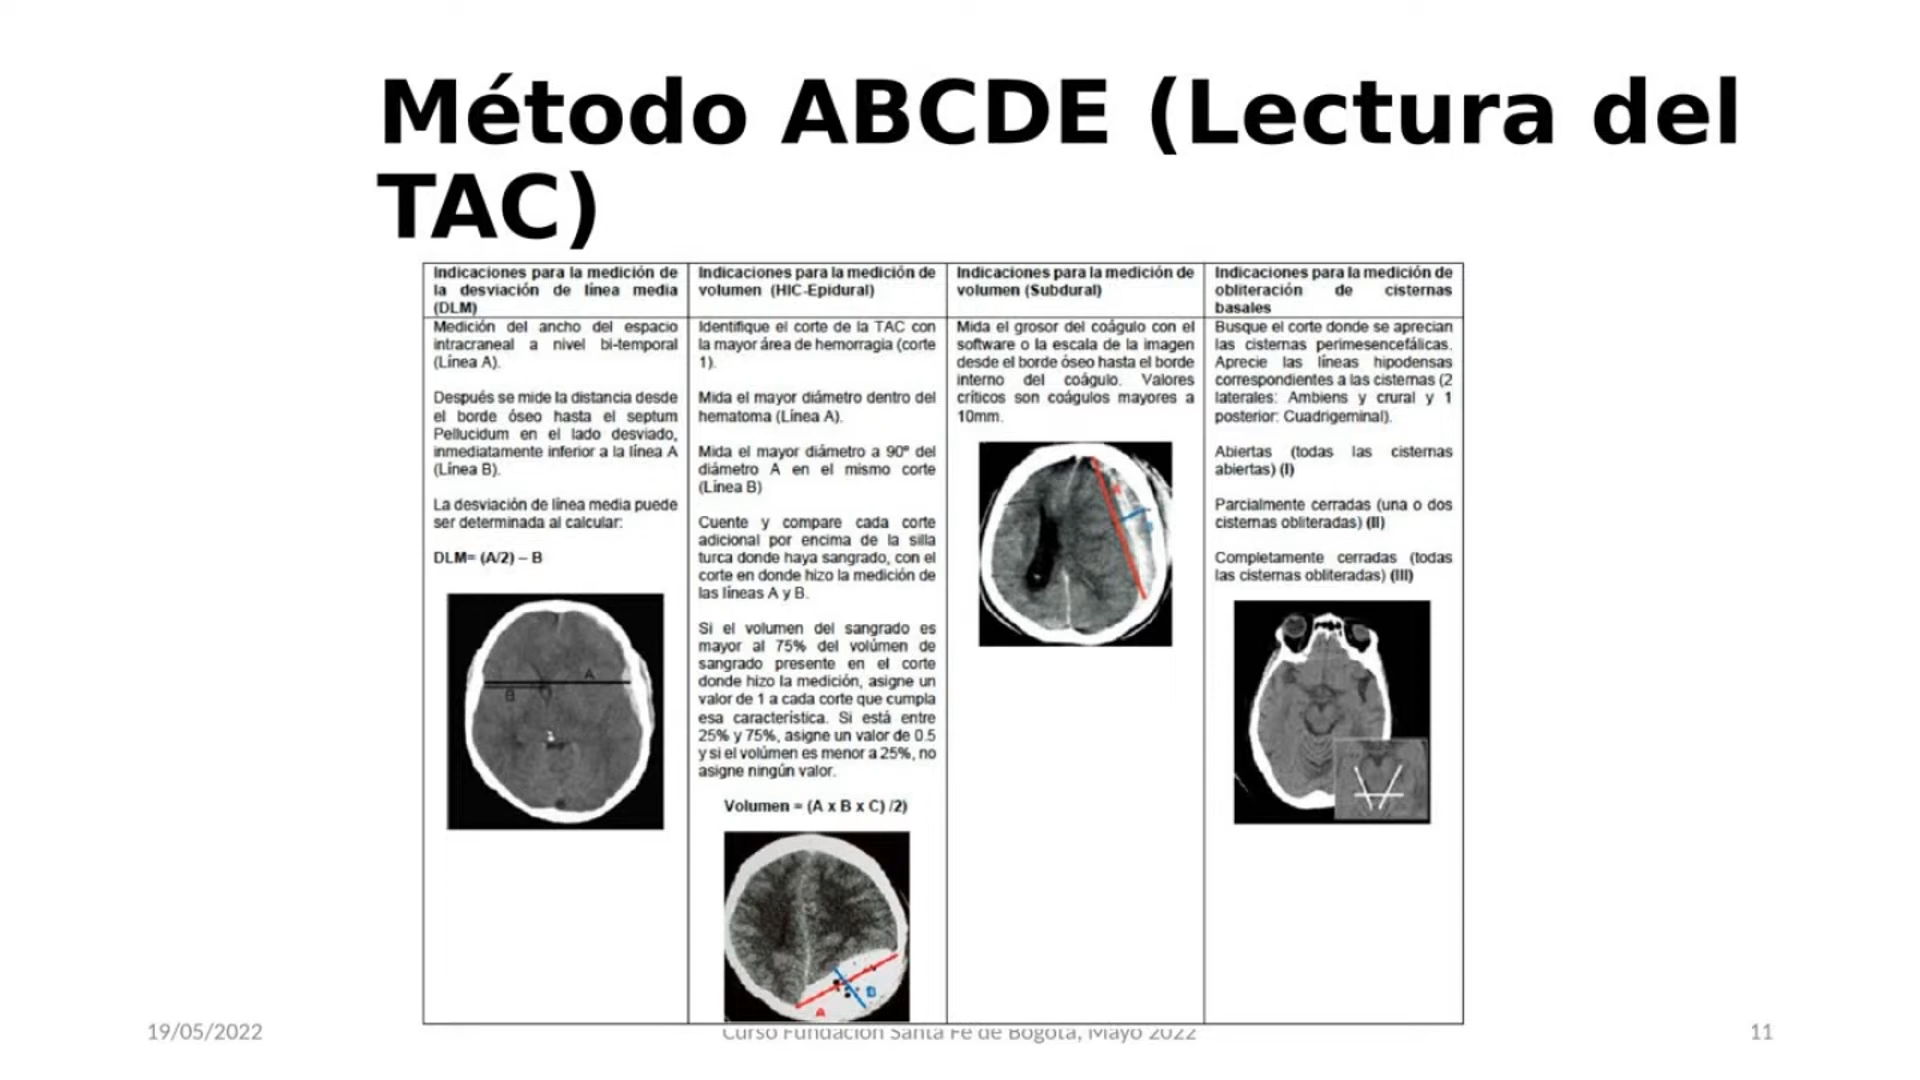 Método ABCDE (Lectura del
TAC)
Indicaciones para la medición de
la desviación de línea media
(DLM)
Medición del ancho del espacio
intracraneal a nivel bi-temporal
(Línea A).
Después se mide la distancia desde
el borde óseo hasta el septum
Pellucidum en el lado desviado,
inmediatamente inferior a la línea A
(Línea B).
La desviación de línea media puede
ser determinada al calcular:
DLM= (A/2) – B
A
B
Indicaciones para la medición de
volumen (HIC-Epidural)
Identifique el corte de la TAC con
la mayor área de hemorragia (corte
1).
Mida el mayor diámetro dentro del
hematoma (Línea A).
Mida el mayor diámetro a 90º del
diámetro A en el mismo corte
(Línea B)
Cuente y compare cada corte
adicional por encima de la silla
turca donde haya sangrado, con el
corte en donde hizo la medición de
las líneas A y B.
Si el volumen del sangrado es
mayor al 75% del volúmen de
sangrado presente en el corte
donde hizo la medición, asigne un
valor de 1 a cada corte que cumpla
esa característica. Si está entre
25% y 75%, asigne un valor de 0.5
y si el volúmen es menor a 25%, no
asigne ningún valor.
Volumen = (A x B x C) /2)
B
A
Indicaciones para la medición de
volumen (Subdural)
Mida el grosor del coágulo con el
software o la escala de la imagen
desde el borde óseo hasta el borde
interno del coágulo. Valores
críticos son coágulos mayores a
10mm.
A
B
Indicaciones para la medición de
obliteración de cisternas
basales
Busque el corte donde se aprecian
las cisternas perimesencefálicas.
Aprecie las líneas hipodensas
correspondientes a las cisternas (2
laterales: Ambiens y crural y 1
posterior: Cuadrigeminal).
Abiertas (todas las cisternas
abiertas) (I)
Parcialmente cerradas (una o dos
cisternas obliteradas) (II)
Completamente cerradas (todas
las cisternas obliteradas) (III)
19/05/2022
Curso Fundación Santa Fe de Bogotá, Mayo 2022
11